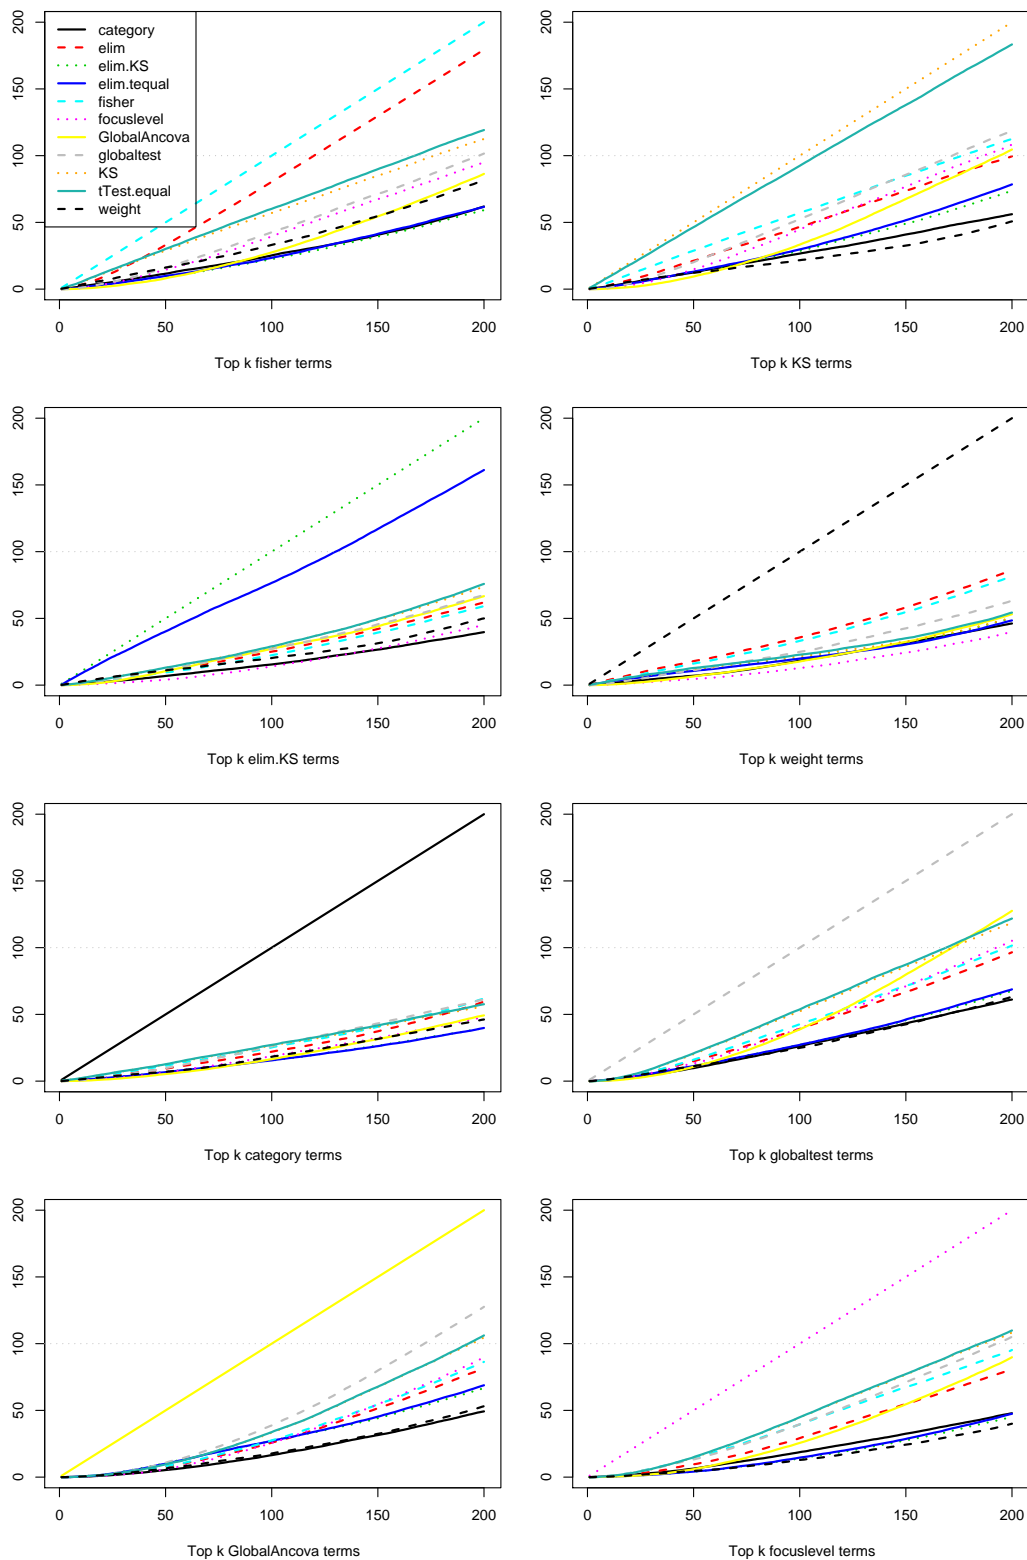 category
elim
elim.KS
elim.tequal
fisher
focuslevel
GlobalAncova
globaltest
KS
tTest.equal
weight
0 50 100 150 200
0 50 100 150 200
Top k fisher terms
0 50 100 150 200
0 50 100 150 200
Top k KS terms
0 50 100 150 200
0 50 100 150 200
Top k elim.KS terms
0 50 100 150 200
0 50 100 150 200
Top k weight terms
0 50 100 150 200
0 50 100 150 200
Top k category terms
0 50 100 150 200
0 50 100 150 200
Top k globaltest terms
0 50 100 150 200
0 50 100 150 200
Top k GlobalAncova terms
0 50 100 150 200
0 50 100 150 200
Top k focuslevel terms